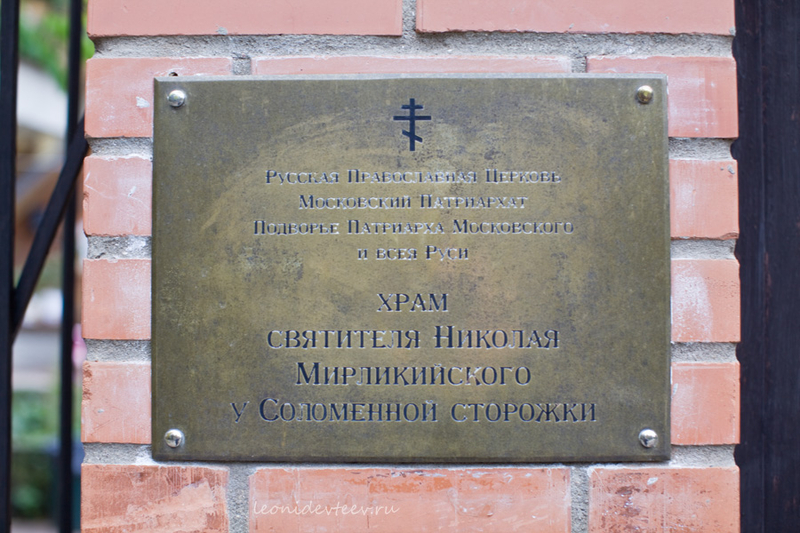 Русская Православная Церковь
Московский Патриархат
Подворье Патриарха Московского
и всея Руси
ХРАМ
святителя Николая
Мирликийского
у Соломенной сторожки
leonidevteev.ru